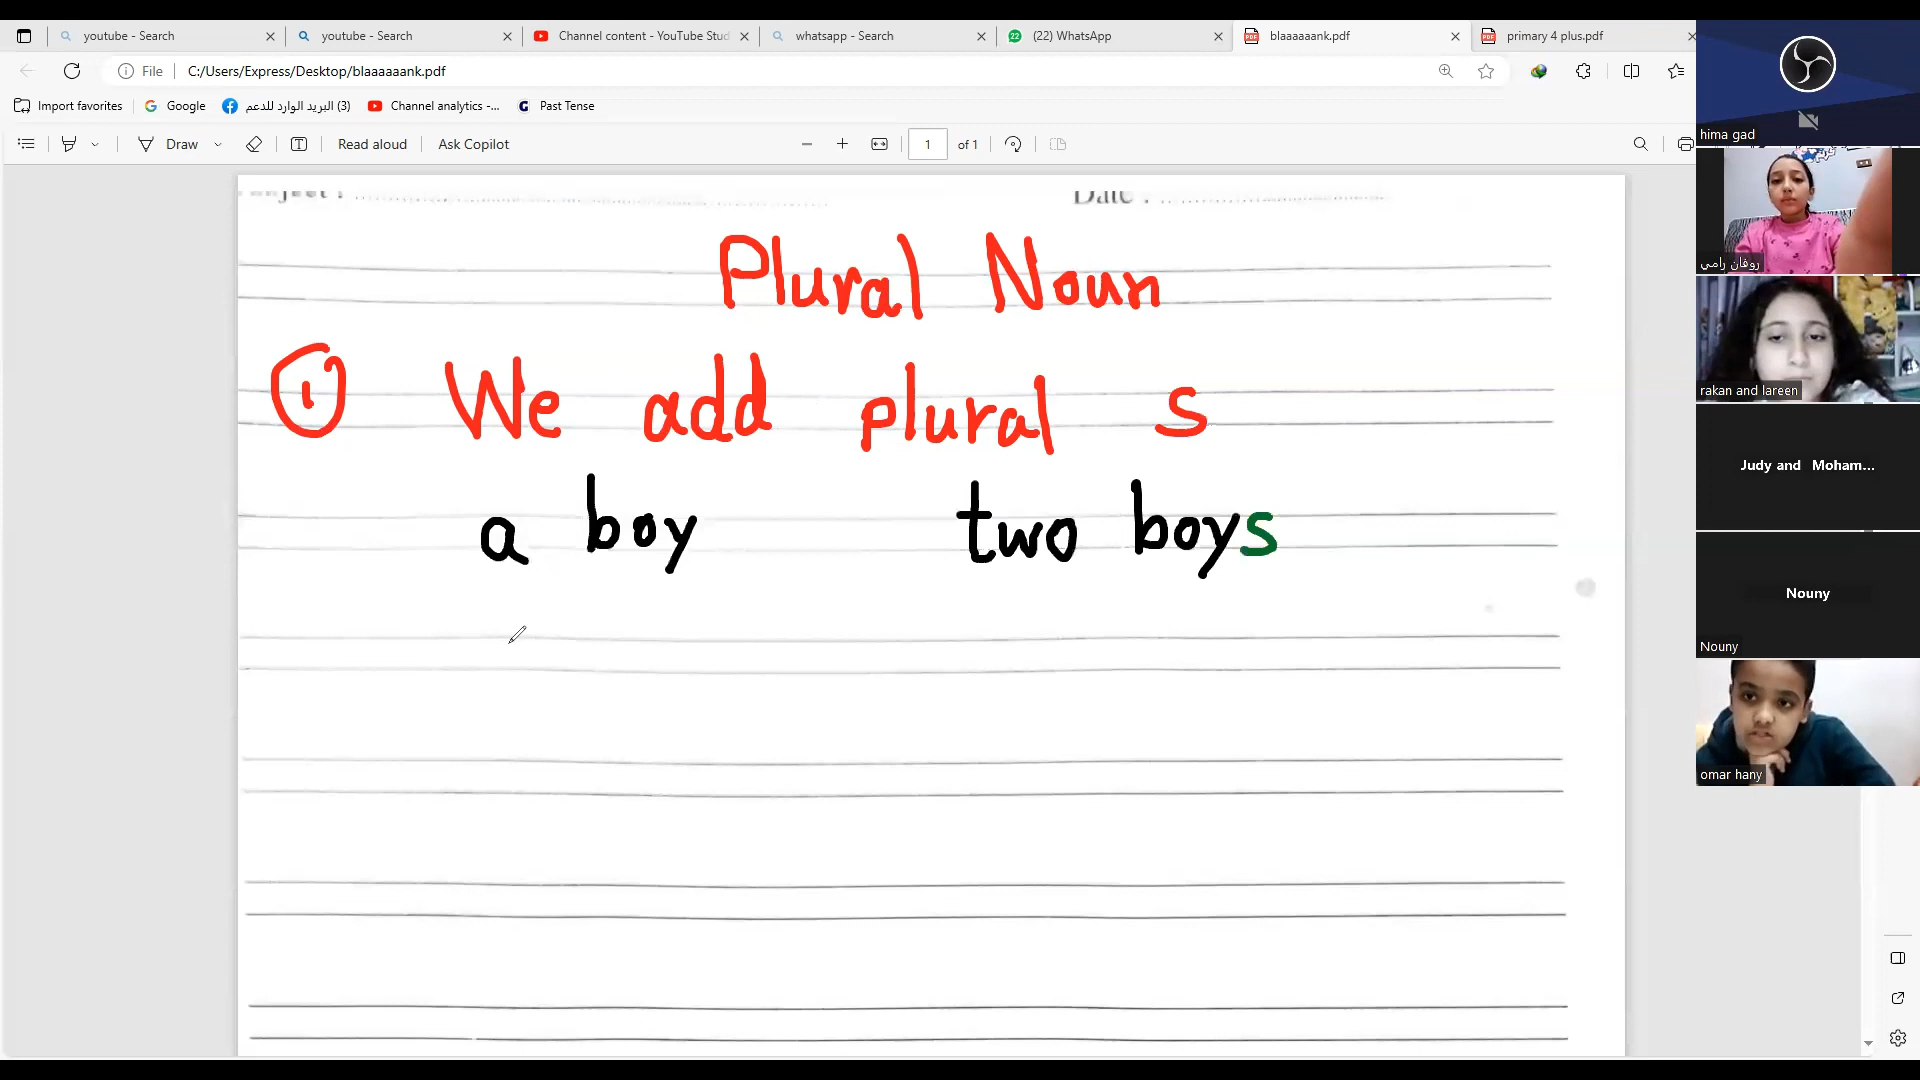 youtube - Search
youtube - Search
Channel content - YouTube Stud
whatsapp - Search
(22) WhatsApp
blaaaaaank.pdf
primary 4 plus.pdf
File
C:/Users/Express/Desktop/blaaaaaank.pdf
Import favorites
Google
(3) البريد الوارد للدعم
Channel analytics -...
Past Tense
Draw
Read aloud
Ask Copilot
1 of 1
Date :
Plural Noun
1 We add plural s
a boy two boys
hima gad
روفان رامي
rakan and lareen
Judy and Moham...
Nouny
Nouny
omar hany